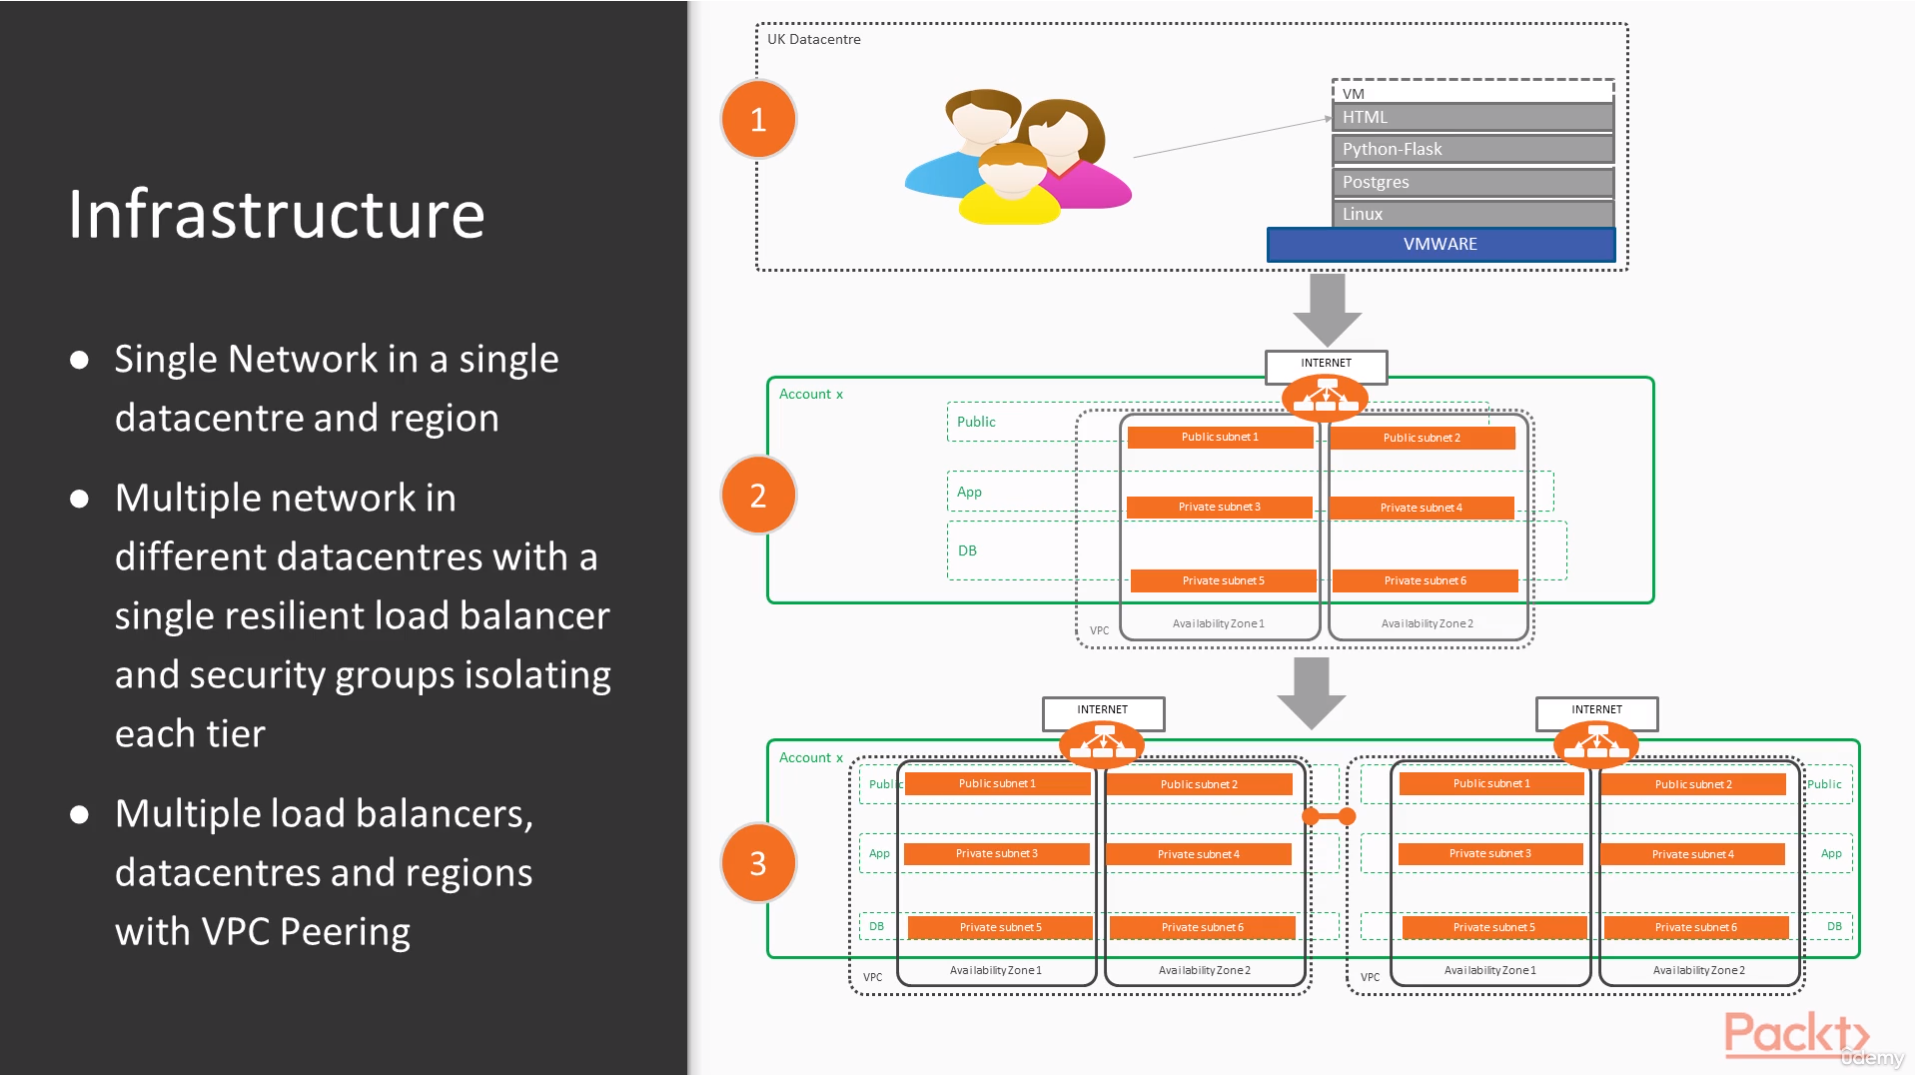 Infrastructure
● Single Network in a single
datacentre and region
● Multiple network in
different datacentres with a
single resilient load balancer
and security groups isolating
each tier
● Multiple load balancers,
datacentres and regions
with VPC Peering
UK Datacentre
1
VM
HTML
Python-Flask
Postgres
Linux
VMWARE
INTERNET
Account x
2
Public
Public subnet 1
Public subnet 2
App
Private subnet 3
Private subnet 4
DB
Private subnet 5
Private subnet 6
VPC
Availability Zone 1
Availability Zone 2
INTERNET
INTERNET
Account x
3
Public
Public subnet 1
Public subnet 2
Public subnet 1
Public subnet 2
Public
App
Private subnet 3
Private subnet 4
Private subnet 3
Private subnet 4
App
DB
Private subnet 5
Private subnet 6
Private subnet 5
Private subnet 6
DB
VPC
Availability Zone 1
Availability Zone 2
VPC
Availability Zone 1
Availability Zone 2
Packt>
Udemy